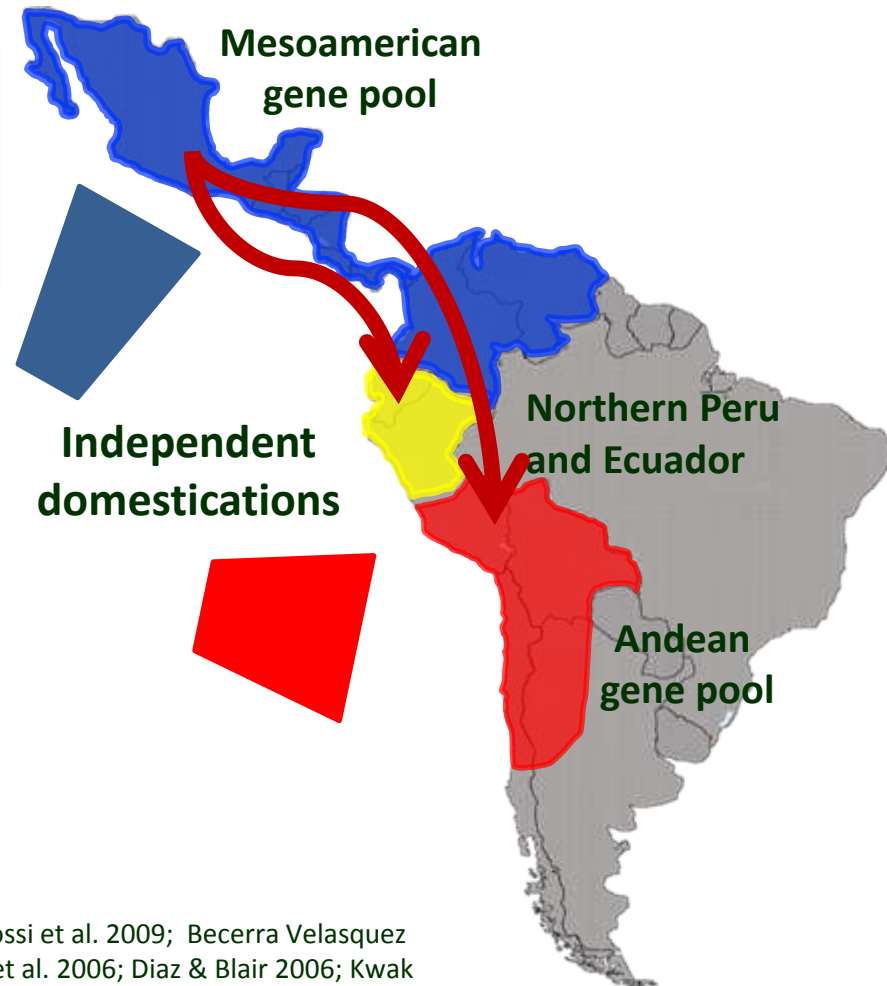 Mesoamerican
gene pool
Independent
domestications
Northern Peru
and Ecuador
Andean
gene pool
ossi et al. 2009;  Becerra Velasquez
et al. 2006; Diaz & Blair 2006; Kwak